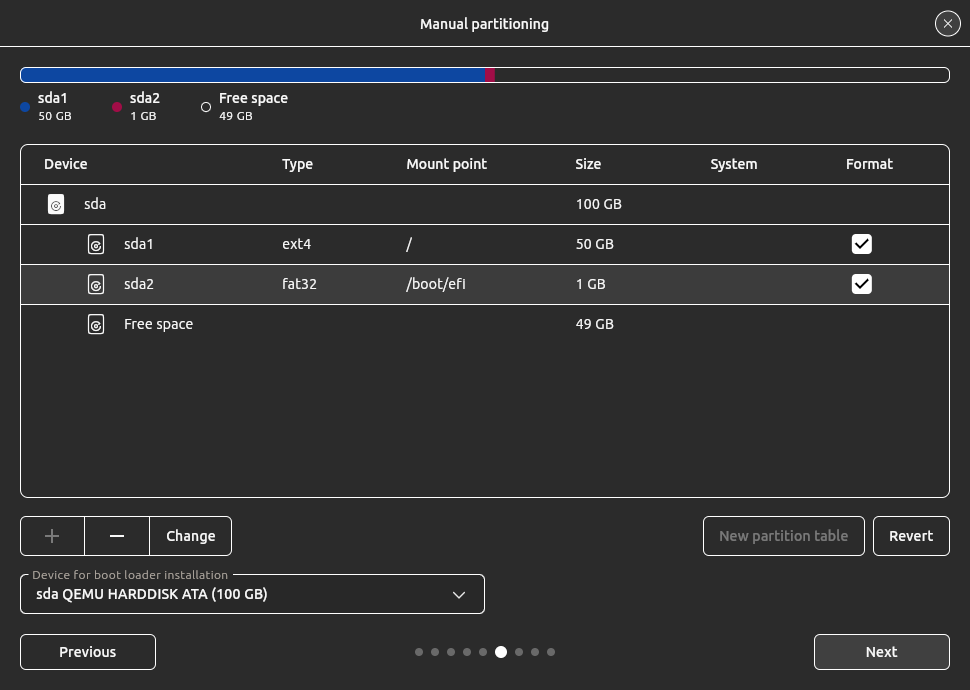 Manual partitioning
sda1
50 GB
sda2
1 GB
Free space
49 GB
Device Type Mount point Size System Format
sda 100 GB
sda1 ext4 / 50 GB
sda2 fat32 /boot/efi 1 GB
Free space 49 GB
+ − Change New partition table Revert
Device for boot loader installation
sda QEMU HARDDISK ATA (100 GB)
Previous Next